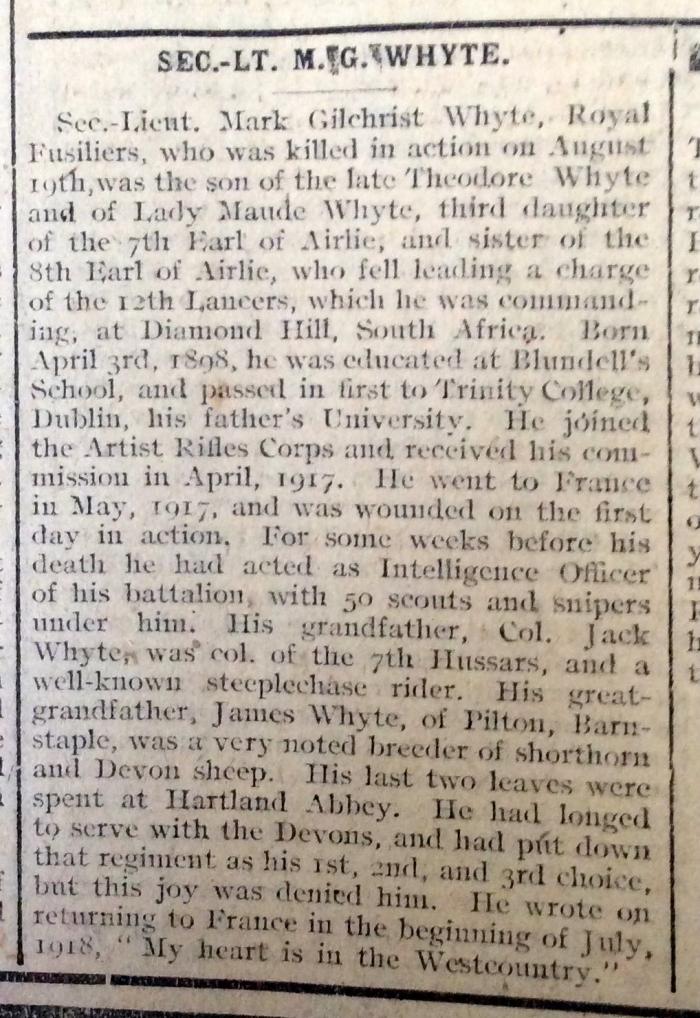 SEC.-LT. M. G. WHYTE.
Sec.-Lieut. Mark Gilchrist Whyte, Royal
Fusiliers, who was killed in action on August
19th, was the son of the late Theodore Whyte
and of Lady Maude Whyte, third daughter
of the 7th Earl of Airlie, and sister of the
8th Earl of Airlie, who fell leading a charge
of the 12th Lancers, which he was command-
ing, at Diamond Hill, South Africa. Born
April 3rd, 1898, he was educated at Blundell's
School, and passed in first to Trinity College,
Dublin, his father's University. He joined
the Artist Rifles Corps and received his com-
mission in April, 1917. He went to France
in May, 1917, and was wounded on the first
day in action. For some weeks before his
death he had acted as Intelligence Officer
of his battalion, with 50 scouts and snipers
under him. His grandfather, Col. Jack
Whyte, was col. of the 7th Hussars, and a
well-known steeplechase rider. His great-
grandfather, James Whyte, of Pilton, Barn-
staple, was a very noted breeder of shorthorn
and Devon sheep. His last two leaves were
spent at Hartland Abbey. He had longed
to serve with the Devons, and had put down
that regiment as his 1st, 2nd, and 3rd choice,
but this joy was denied him. He wrote on
returning to France in the beginning of July,
1918, "My heart is in the Westcountry."